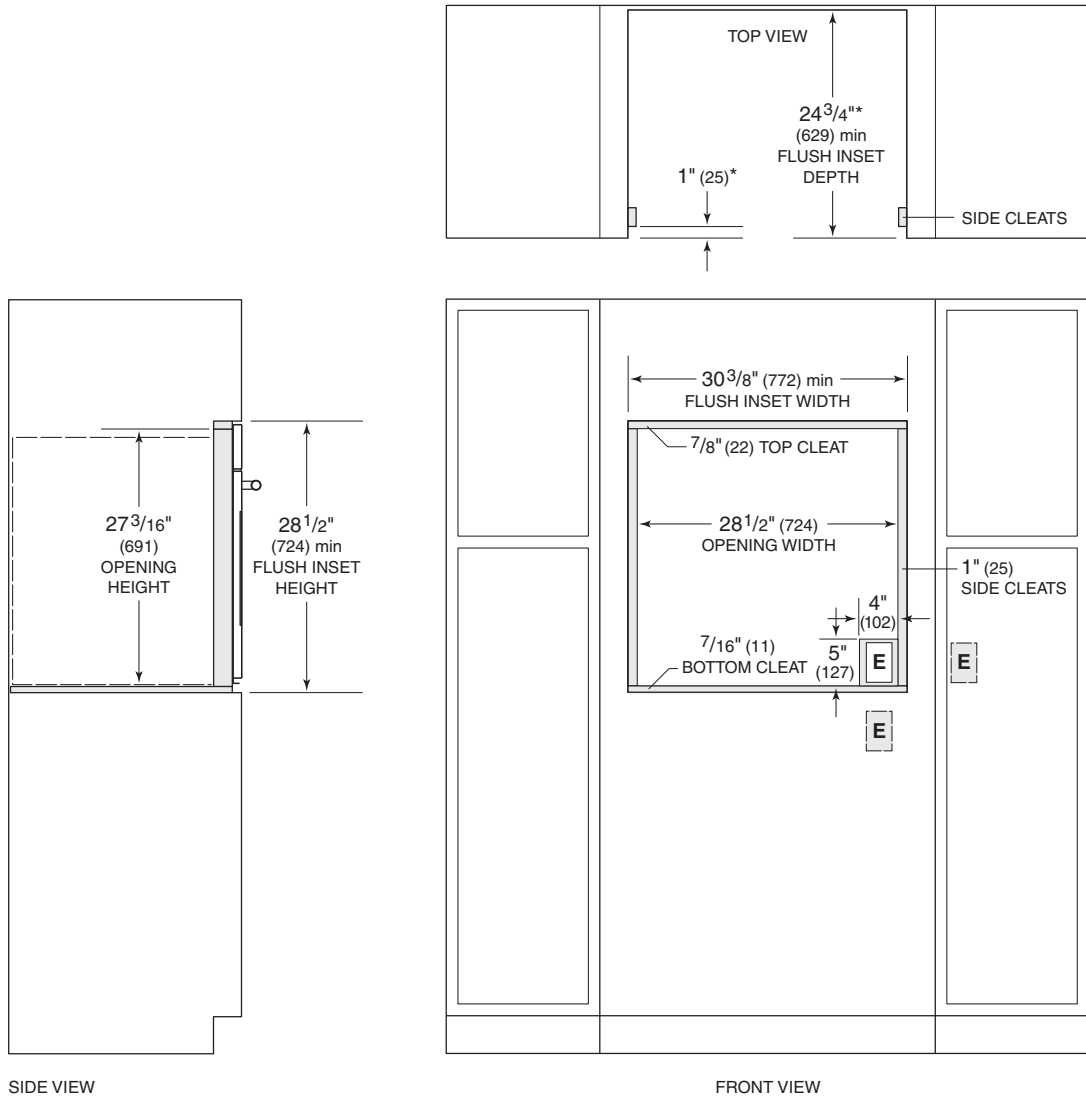 TOP VIEW
24 3/4"*
(629) min
FLUSH INSET
DEPTH
1" (25)*
SIDE CLEATS
30 3/8" (772) min
FLUSH INSET WIDTH
7/8" (22) TOP CLEAT
27 3/16"
(691)
OPENING
HEIGHT
28 1/2"
(724) min
FLUSH INSET
HEIGHT
28 1/2" (724)
OPENING WIDTH
1" (25)
SIDE CLEATS
4"
(102)
7/16" (11)
BOTTOM CLEAT
5"
(127)
E
E
E
SIDE VIEW
FRONT VIEW